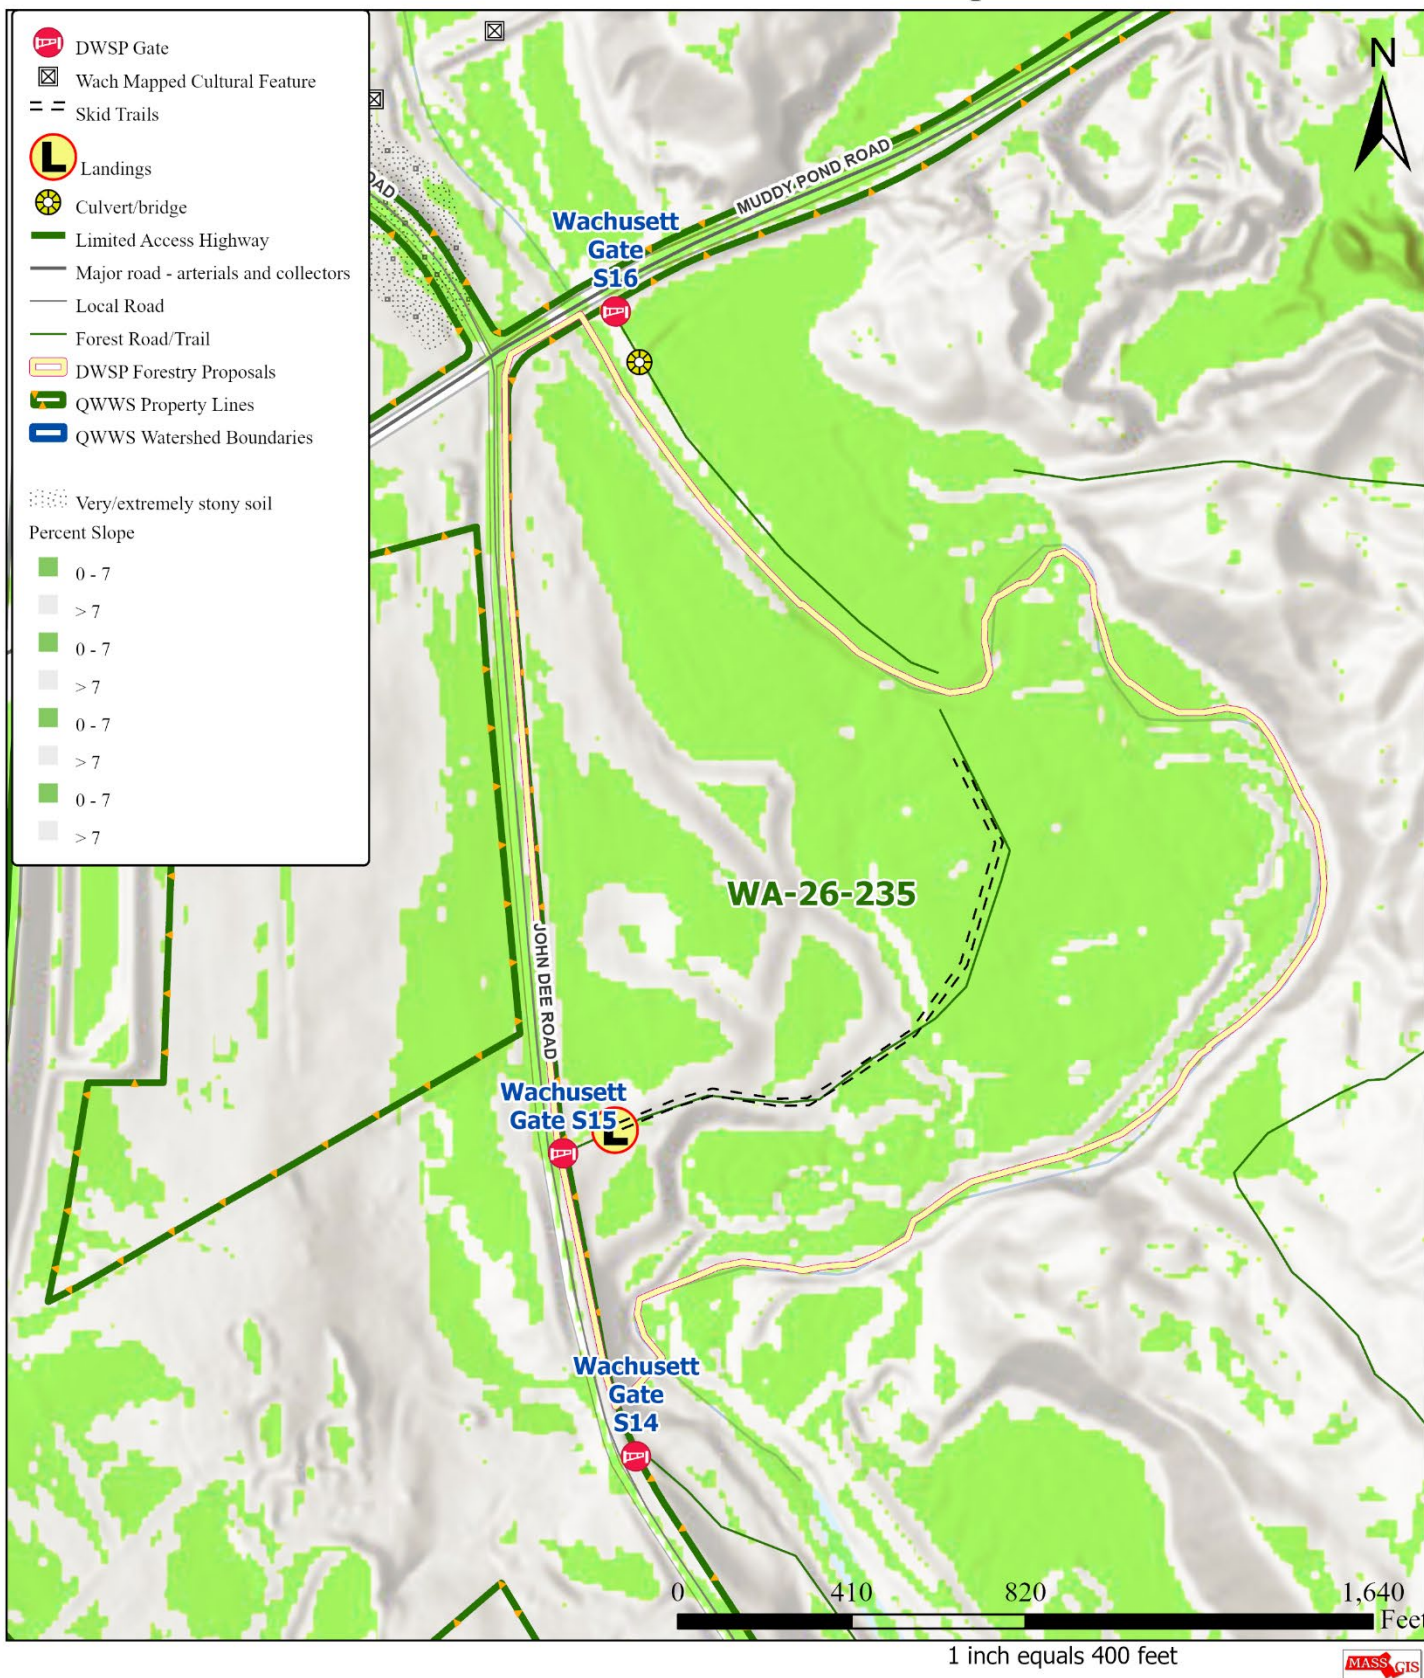 DWSP Gate
Wach Mapped Cultural Feature
Skid Trails
L Landings
Culvert/bridge
Limited Access Highway
Major road - arterials and collectors
Local Road
Forest Road/Trail
DWSP Forestry Proposals
QWWS Property Lines
QWWS Watershed Boundaries
Very/extremely stony soil
Percent Slope
0 - 7
> 7
0 - 7
> 7
0 - 7
> 7
0 - 7
> 7
N
OAD
MUDDY POND ROAD
Wachusett
Gate
S16
WA-26-235
JOHN DEE ROAD
Wachusett
Gate S15
L
Wachusett
Gate
S14
0 410 820 1,640
Feet
1 inch equals 400 feet
MASS GIS